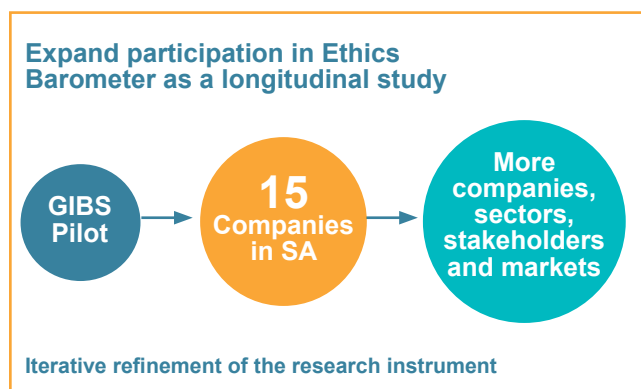 Expand participation in Ethics
Barometer as a longitudinal study
GIBS
Pilot
15
Companies
in SA
More
companies,
sectors,
stakeholders
and markets
Iterative refinement of the research instrument